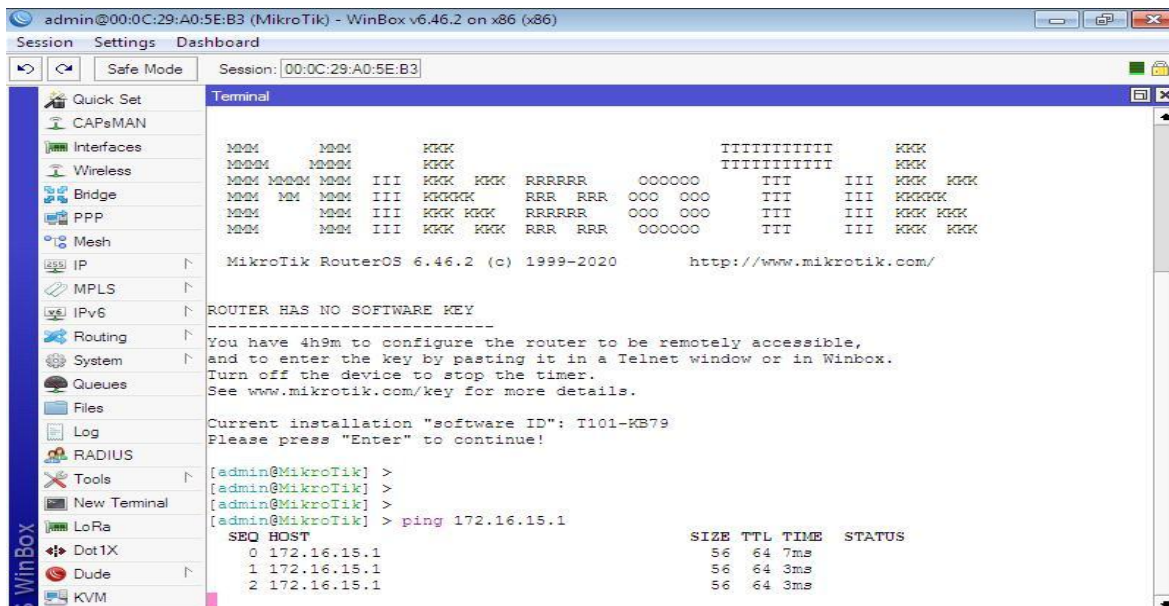 admin@00:0C:29:A0:5E:B3 (MikroTik) - WinBox v6.46.2 on x86 (x86)
Session Settings Dashboard
Safe Mode Session: 00:0C:29:A0:5E:B3
Quick Set
CAPsMAN
Interfaces
Wireless
Bridge
PPP
Mesh
IP
MPLS
IPv6
Routing
System
Queues
Files
Log
RADIUS
Tools
New Terminal
LoRa
Dot1X
Dude
KVM
WinBox
Terminal
MMM MMM KKK TTTTTTTTTTT KKK
MMMM MMMM KKK TTTTTTTTTTT KKK
MMM MMMM MMM III KKK KKK RRRRRR OOOOOO TTT III KKK KKK
MMM MM MMM III KKKKK RRR RRR OOO OOO TTT III KKKKK
MMM MMM III KKK KKK RRRRRR OOO OOO TTT III KKK KKK
MMM MMM III KKK KKK RRR RRR OOOOOO TTT III KKK KKK
MikroTik RouterOS 6.46.2 (c) 1999-2020 http://www.mikrotik.com/
ROUTER HAS NO SOFTWARE KEY
----------------------------
You have 4h9m to configure the router to be remotely accessible,
and to enter the key by pasting it in a Telnet window or in Winbox.
Turn off the device to stop the timer.
See www.mikrotik.com/key for more details.
Current installation "software ID": T101-KB79
Please press "Enter" to continue!
[admin@MikroTik] >
[admin@MikroTik] >
[admin@MikroTik] >
[admin@MikroTik] > ping 172.16.15.1
SEQ HOST SIZE TTL TIME STATUS
0 172.16.15.1 56 64 7ms
1 172.16.15.1 56 64 3ms
2 172.16.15.1 56 64 3ms